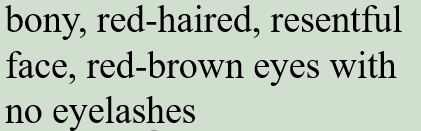 bony, red-haired, resentful
face, red-brown eyes with
no eyelashes